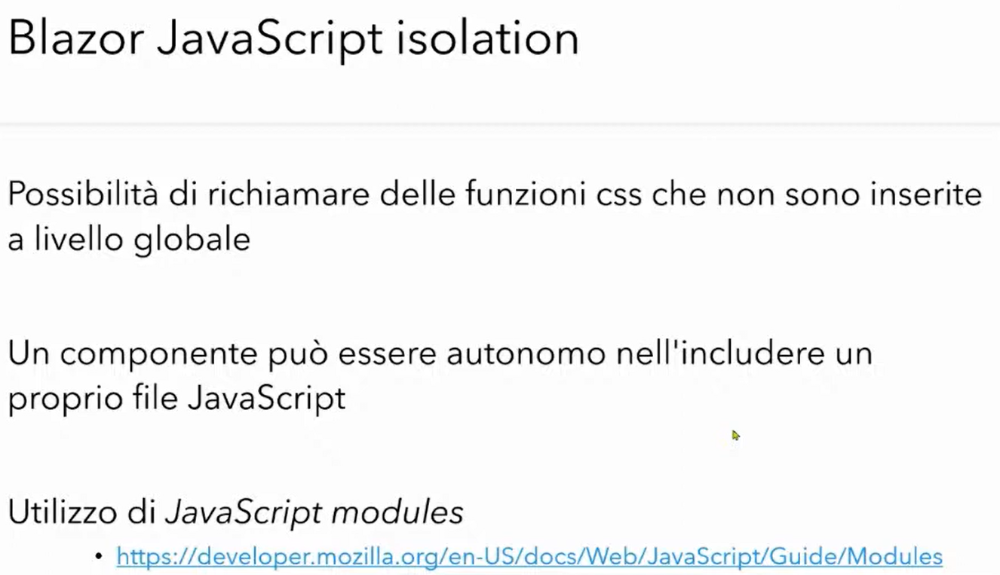 Blazor JavaScript isolation
Possibilità di richiamare delle funzioni css che non sono inserite
a livello globale
Un componente può essere autonomo nell'includere un
proprio file JavaScript
Utilizzo di JavaScript modules
• https://developer.mozilla.org/en-US/docs/Web/JavaScript/Guide/Modules